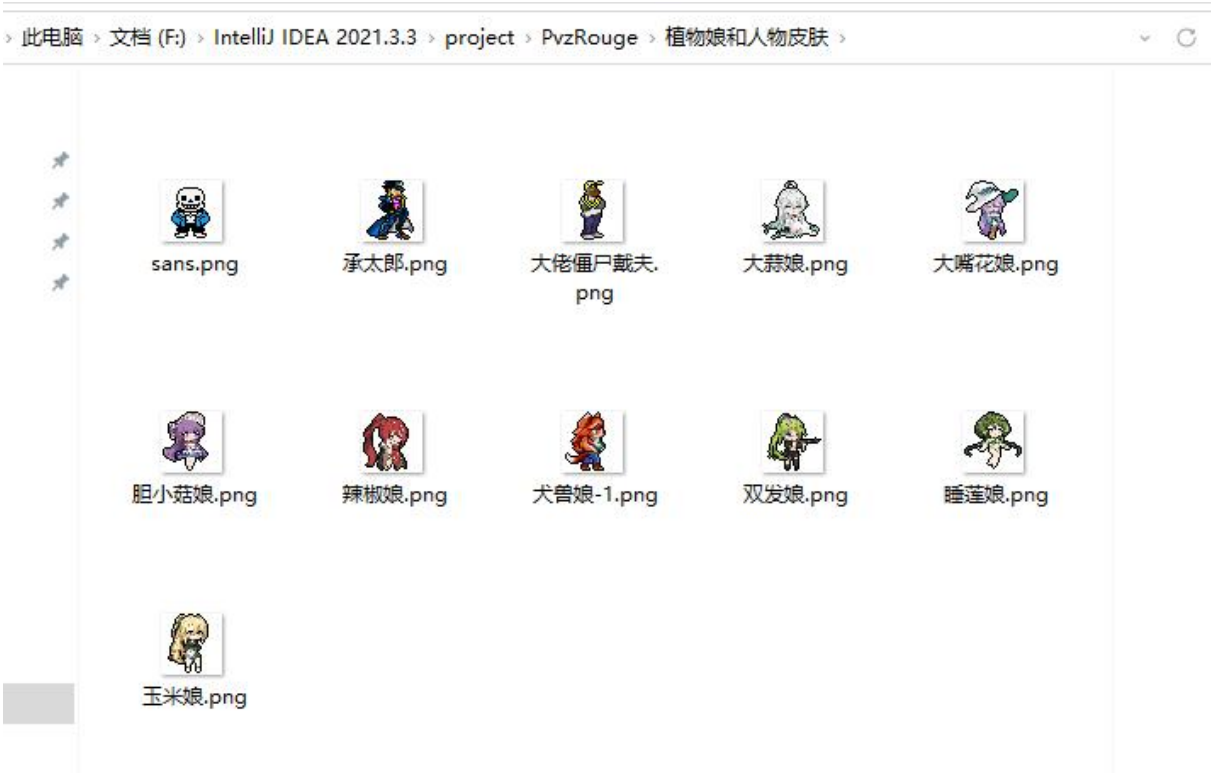 › 此电脑 › 文档 (F:) › IntelliJ IDEA 2021.3.3 › project › PvzRouge › 植物娘和人物皮肤 ›
sans.png
承太郎.png
大佬僵尸戴夫.
png
大蒜娘.png
大嘴花娘.png
胆小菇娘.png
辣椒娘.png
犬兽娘-1.png
双发娘.png
睡莲娘.png
玉米娘.png